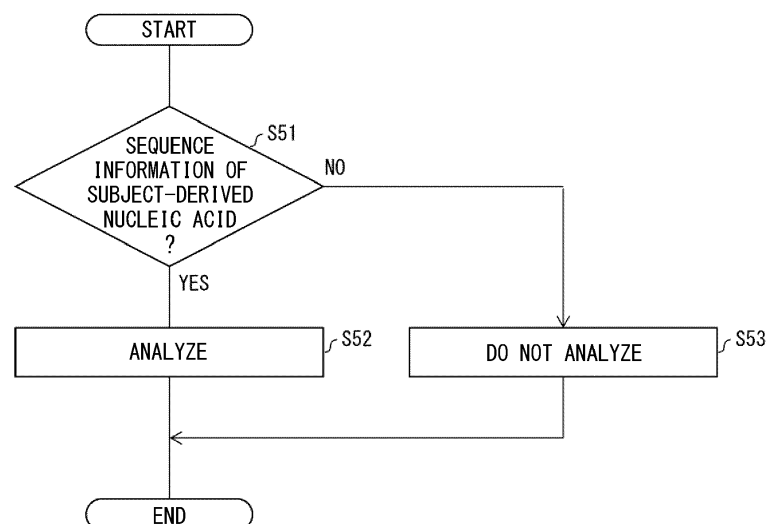 START
S51
SEQUENCE
INFORMATION OF
SUBJECT-DERIVED
NUCLEIC ACID
?
NO
YES
ANALYZE
S52
DO NOT ANALYZE
S53
END